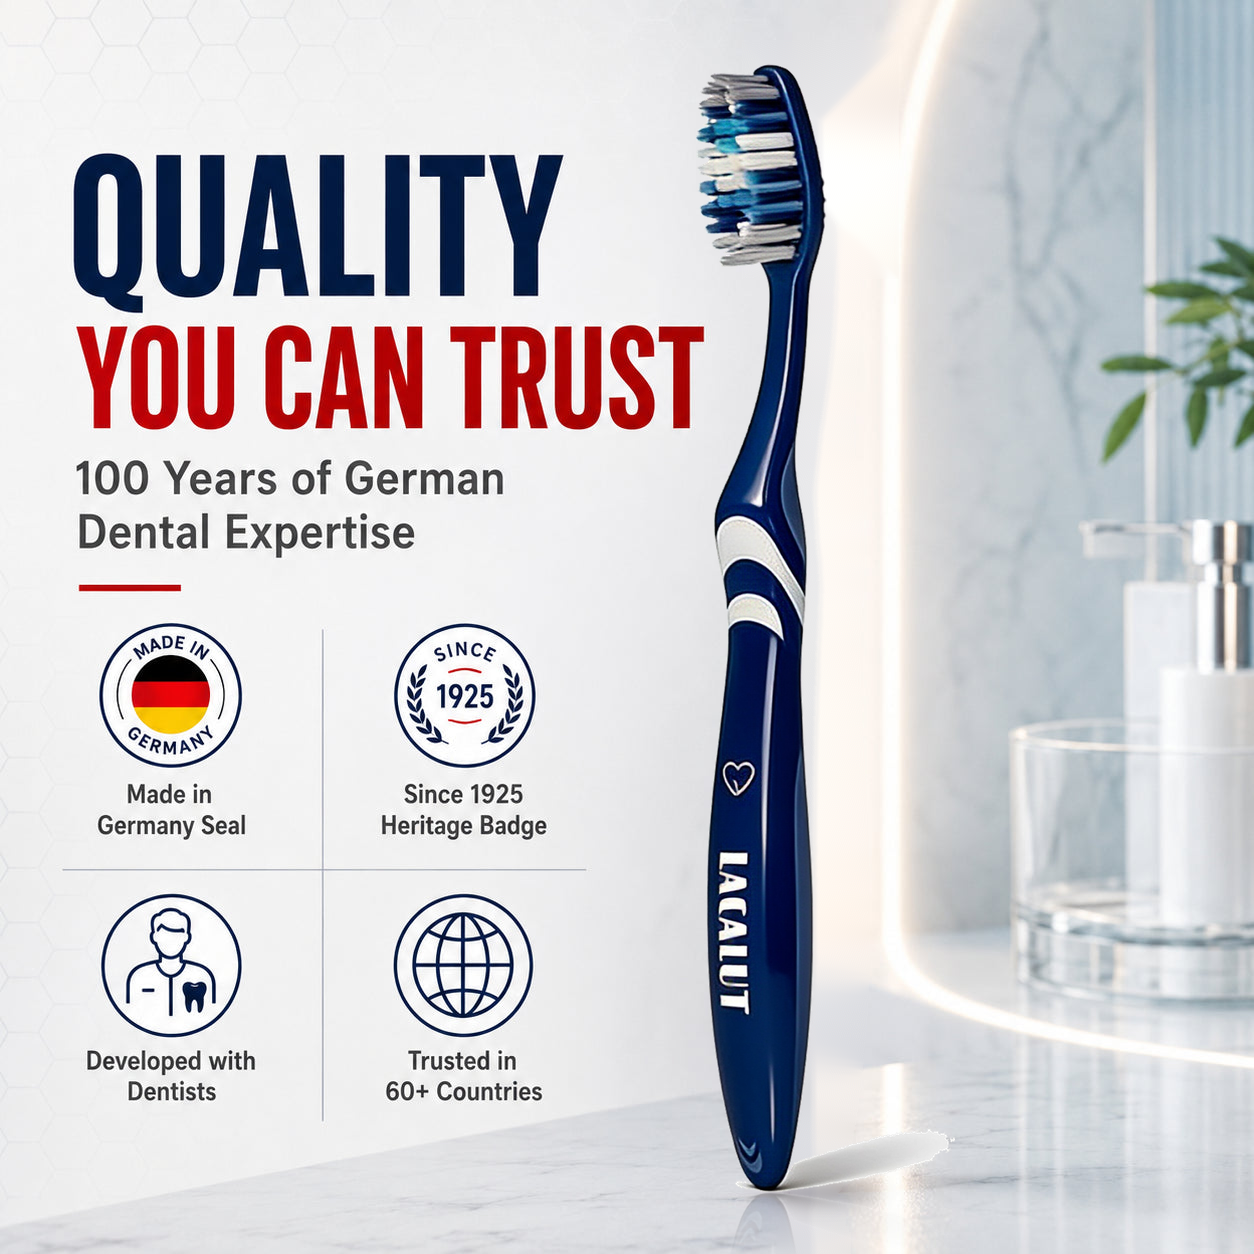 QUALITY
YOU CAN TRUST
100 Years of German
Dental Expertise
MADE IN
GERMANY
Made in
Germany Seal
SINCE
1925
Since 1925
Heritage Badge
Developed with
Dentists
Trusted in
60+ Countries
LACALUT